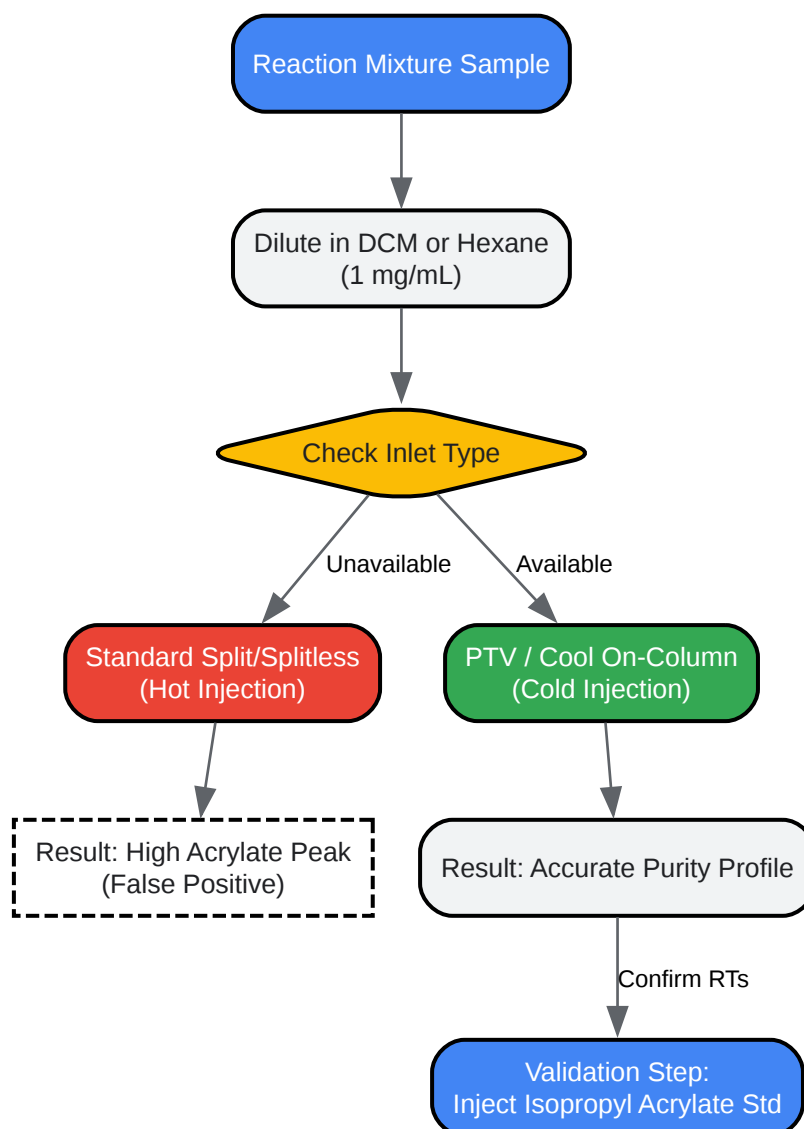 Reaction Mixture Sample
Dilute in DCM or Hexane
(1 mg/mL)
Check Inlet Type
Unavailable
Available
Standard Split/Splitless
(Hot Injection)
PTV / Cool On-Column
(Cold Injection)
Result: High Acrylate Peak
(False Positive)
Result: Accurate Purity Profile
Confirm RTs
Validation Step:
Inject Isopropyl Acrylate Std